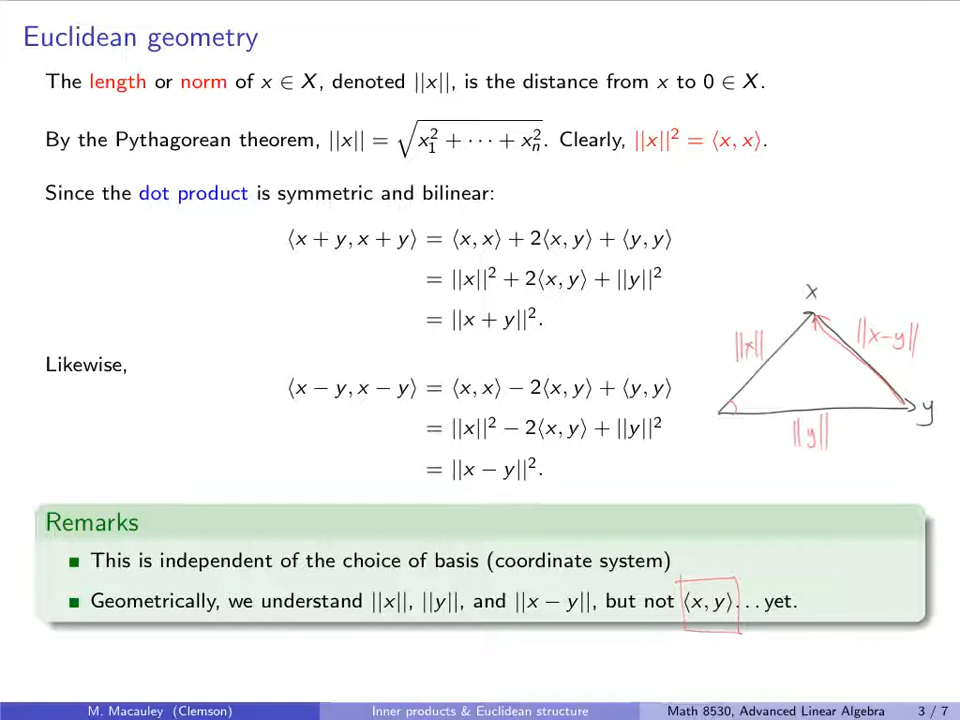 Euclidean geometry
The length or norm of x ∈ X, denoted ||x||, is the distance from x to 0 ∈ X.
By the Pythagorean theorem, ||x|| = √(x₁² + · · · + xₙ²). Clearly, ||x||² = ⟨x, x⟩.
Since the dot product is symmetric and bilinear:
⟨x + y, x + y⟩ = ⟨x, x⟩ + 2⟨x, y⟩ + ⟨y, y⟩
= ||x||² + 2⟨x, y⟩ + ||y||²
= ||x + y||².
Likewise,
⟨x − y, x − y⟩ = ⟨x, x⟩ − 2⟨x, y⟩ + ⟨y, y⟩
= ||x||² − 2⟨x, y⟩ + ||y||²
= ||x − y||².
x
||x||
||x−y||
y
||y||
Remarks
This is independent of the choice of basis (coordinate system)
Geometrically, we understand ||x||, ||y||, and ||x − y||, but not ⟨x, y⟩. . . yet.
M. Macauley (Clemson) Inner products & Euclidean structure Math 8530, Advanced Linear Algebra 3 / 7